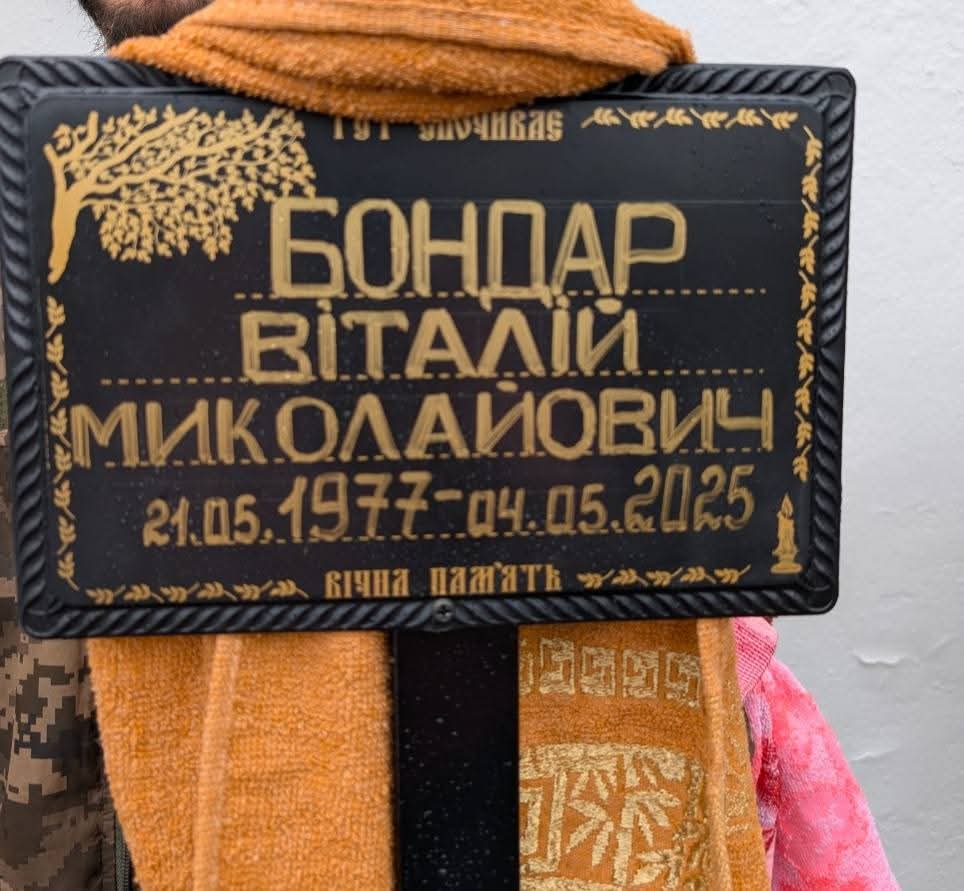 ТУТ СПОЧИВАЄ
БОНДАР
ВІТАЛІЙ
МИКОЛАЙОВИЧ
21.05.1977-04.05.2025
ВІЧНА ПАМ'ЯТЬ